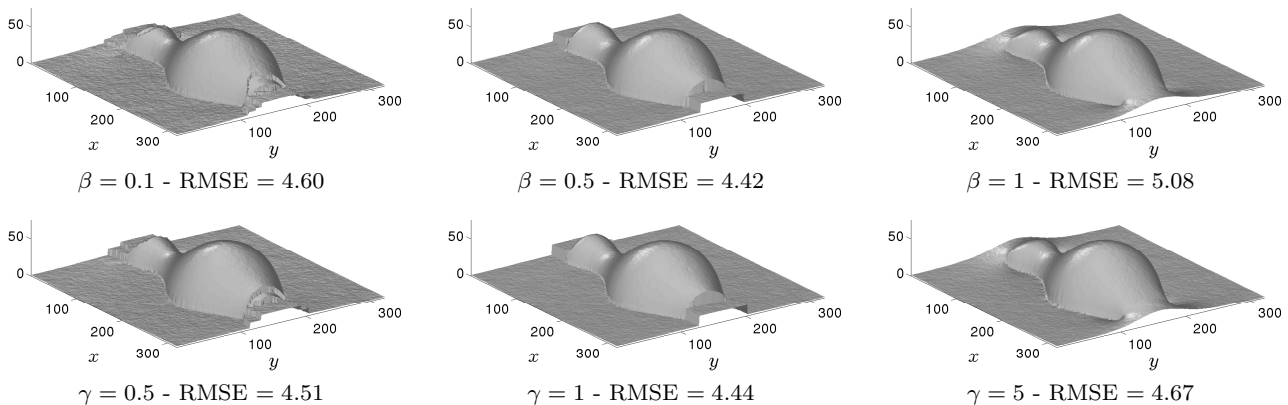 50
0
100
200
300
x
100
200
300
y
β = 0.1 - RMSE = 4.60
50
0
100
200
300
x
100
200
300
y
β = 0.5 - RMSE = 4.42
50
0
100
200
300
x
100
200
300
y
β = 1 - RMSE = 5.08
50
0
100
200
300
x
100
200
300
y
γ = 0.5 - RMSE = 4.51
50
0
100
200
300
x
100
200
300
y
γ = 1 - RMSE = 4.44
50
0
100
200
300
x
100
200
300
y
γ = 5 - RMSE = 4.67